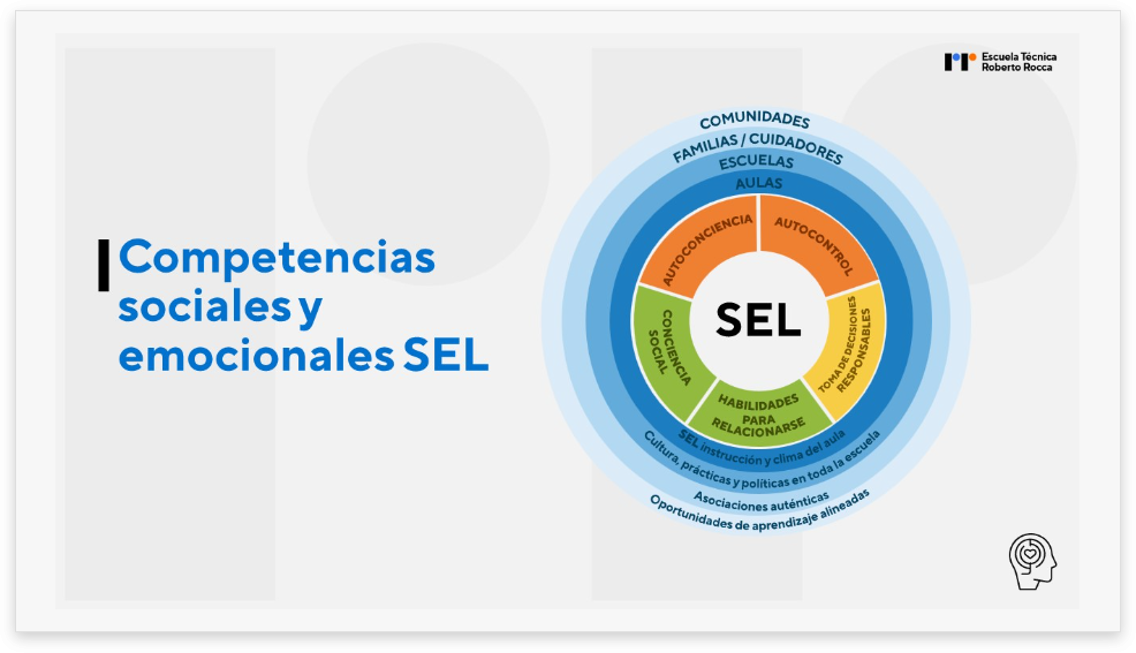 Escuela Técnica
Roberto Rocca
Competencias
sociales y
emocionales SEL
COMUNIDADES
FAMILIAS / CUIDADORES
ESCUELAS
AULAS
AUTOCONCIENCIA
AUTOCONTROL
SEL
CONCIENCIA
SOCIAL
TOMA DE DECISIONES
RESPONSABLES
HABILIDADES
PARA
RELACIONARSE
SEL instrucción y clima del aula
Cultura, prácticas y políticas en toda la escuela
Asociaciones auténticas
Oportunidades de aprendizaje alineadas